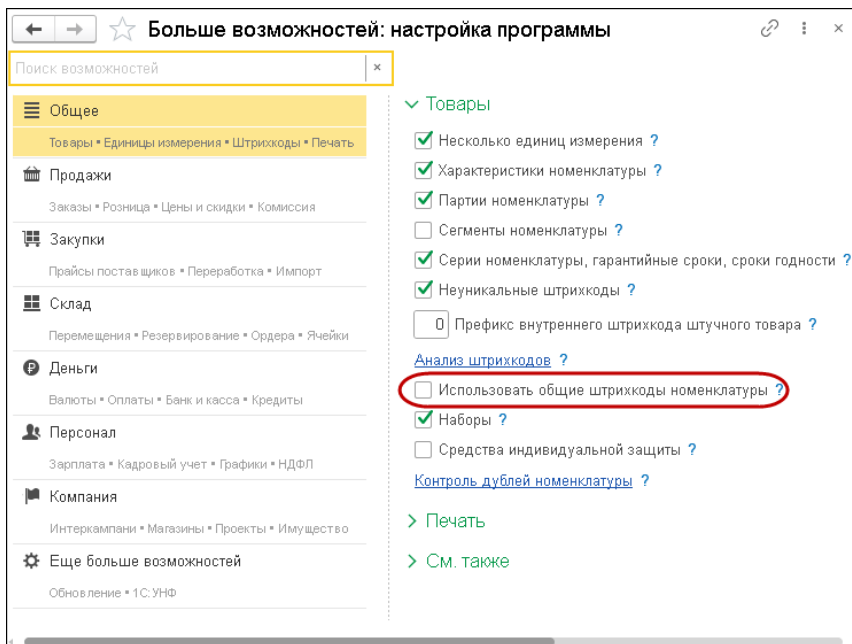 Больше возможностей: настройка программы
Поиск возможностей
Общее
Товары • Единицы измерения • Штрихкоды • Печать
Продажи
Заказы • Розница • Цены и скидки • Комиссия
Закупки
Прайсы поставщиков • Переработка • Импорт
Склад
Перемещения • Резервирование • Ордера • Ячейки
Деньги
Валюты • Оплаты • Банк и касса • Кредиты
Персонал
Зарплата • Кадровый учет • Графики • НДФЛ
Компания
Интеркампани • Магазины • Проекты • Имущество
Еще больше возможностей
Обновление • 1С:УНФ
Товары
Несколько единиц измерения ?
Характеристики номенклатуры ?
Партии номенклатуры ?
Сегменты номенклатуры ?
Серии номенклатуры, гарантийные сроки, сроки годности ?
Неуникальные штрихкоды ?
0 Префикс внутреннего штрихкода штучного товара ?
Анализ штрихкодов ?
Использовать общие штрихкоды номенклатуры ?
Наборы ?
Средства индивидуальной защиты ?
Контроль дублей номенклатуры ?
Печать
См. также